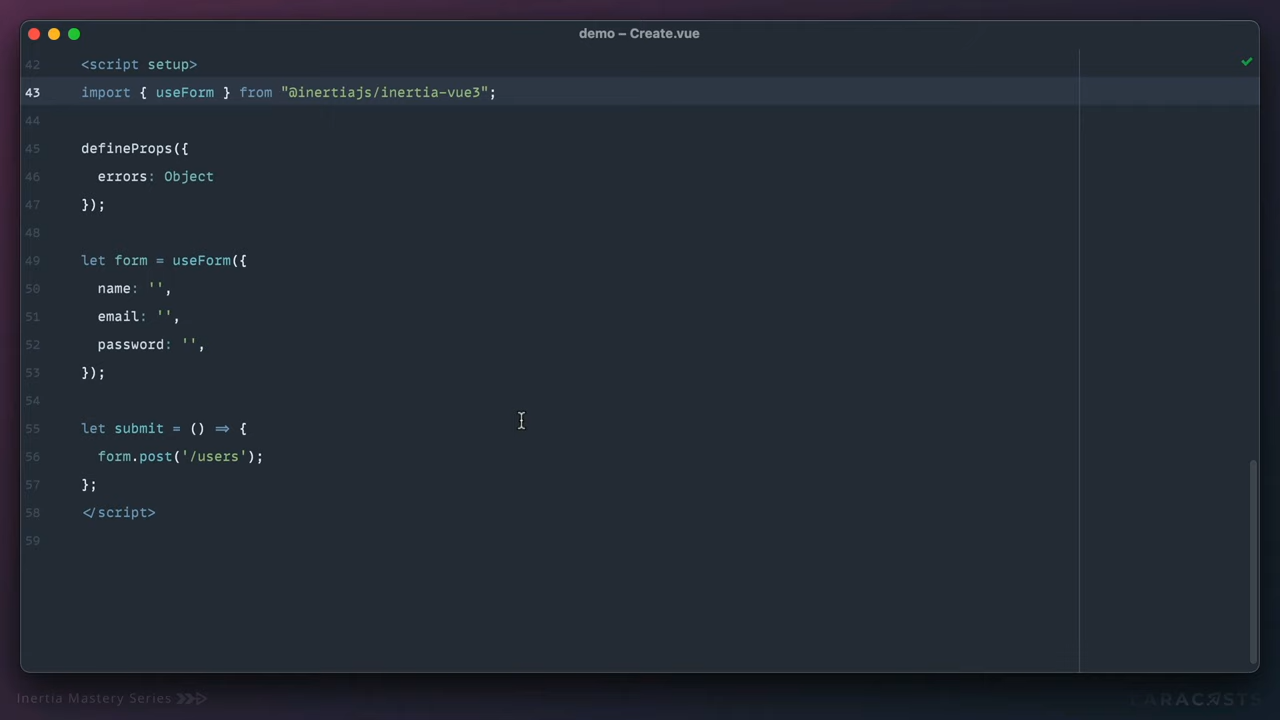 demo – Create.vue
42 <script setup>
43 import { useForm } from "@inertiajs/inertia-vue3";
44
45 defineProps({
46   errors: Object
47 });
48
49 let form = useForm({
50   name: '',
51   email: '',
52   password: '',
53 });
54
55 let submit = () => {
56   form.post('/users');
57 };
58 </script>
59
Inertia Mastery Series
LARACASTS